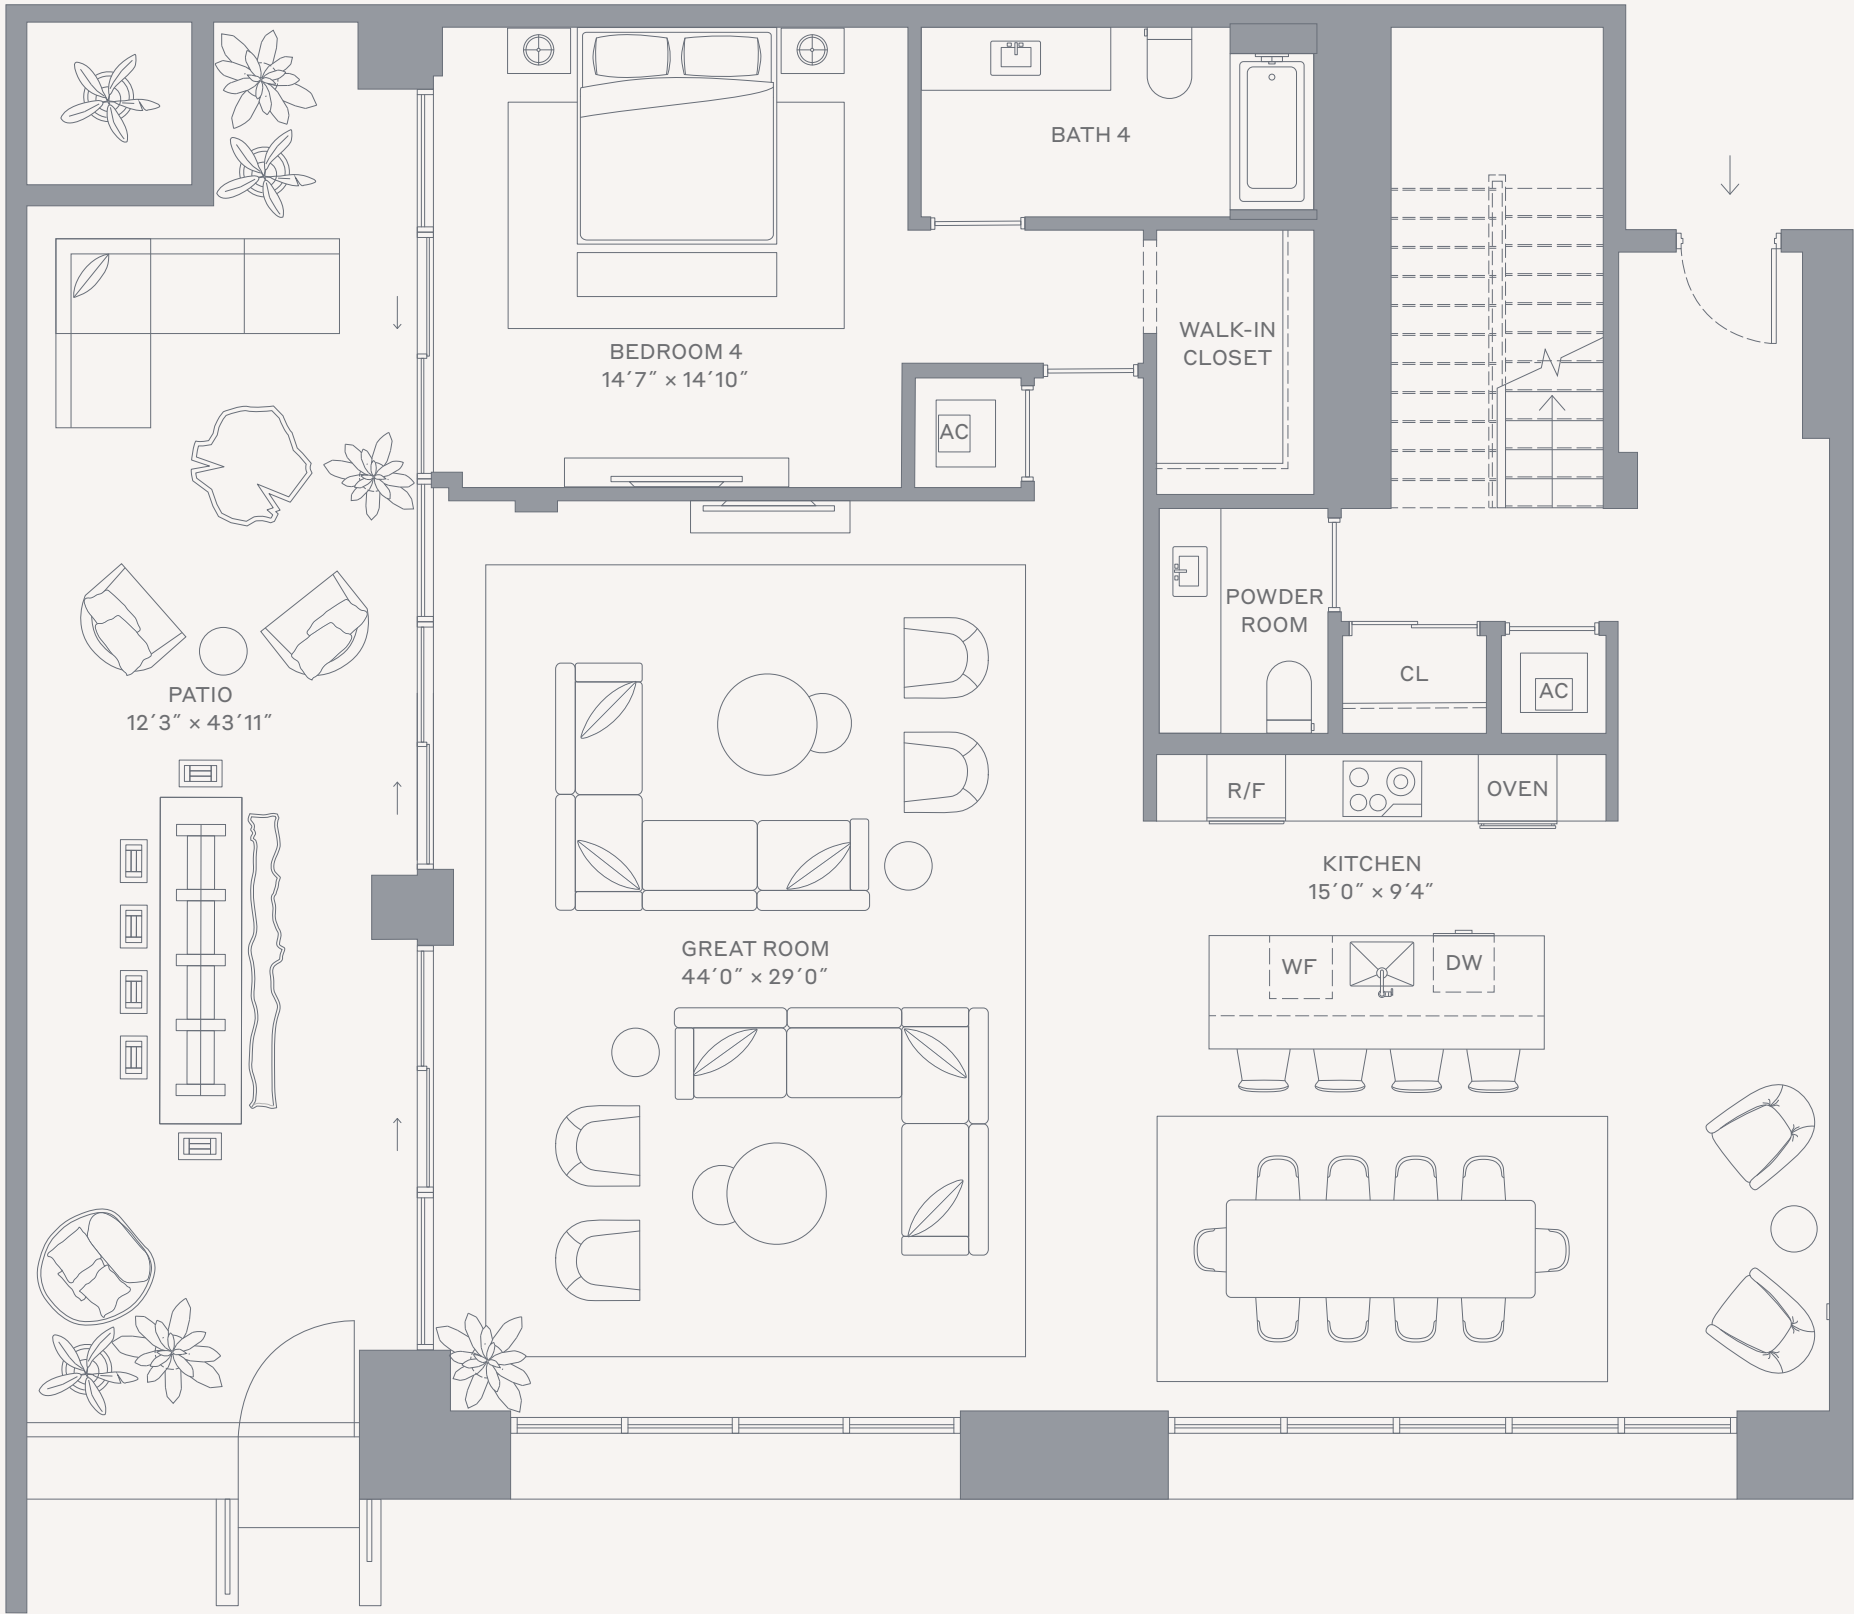 BATH 4
WALK-IN
CLOSET
BEDROOM 4
14′7″ × 14′10″
AC
POWDER
ROOM
CL
AC
PATIO
12′3″ × 43′11″
R/F
OVEN
KITCHEN
15′0″ × 9′4″
GREAT ROOM
44′0″ × 29′0″
WF
DW